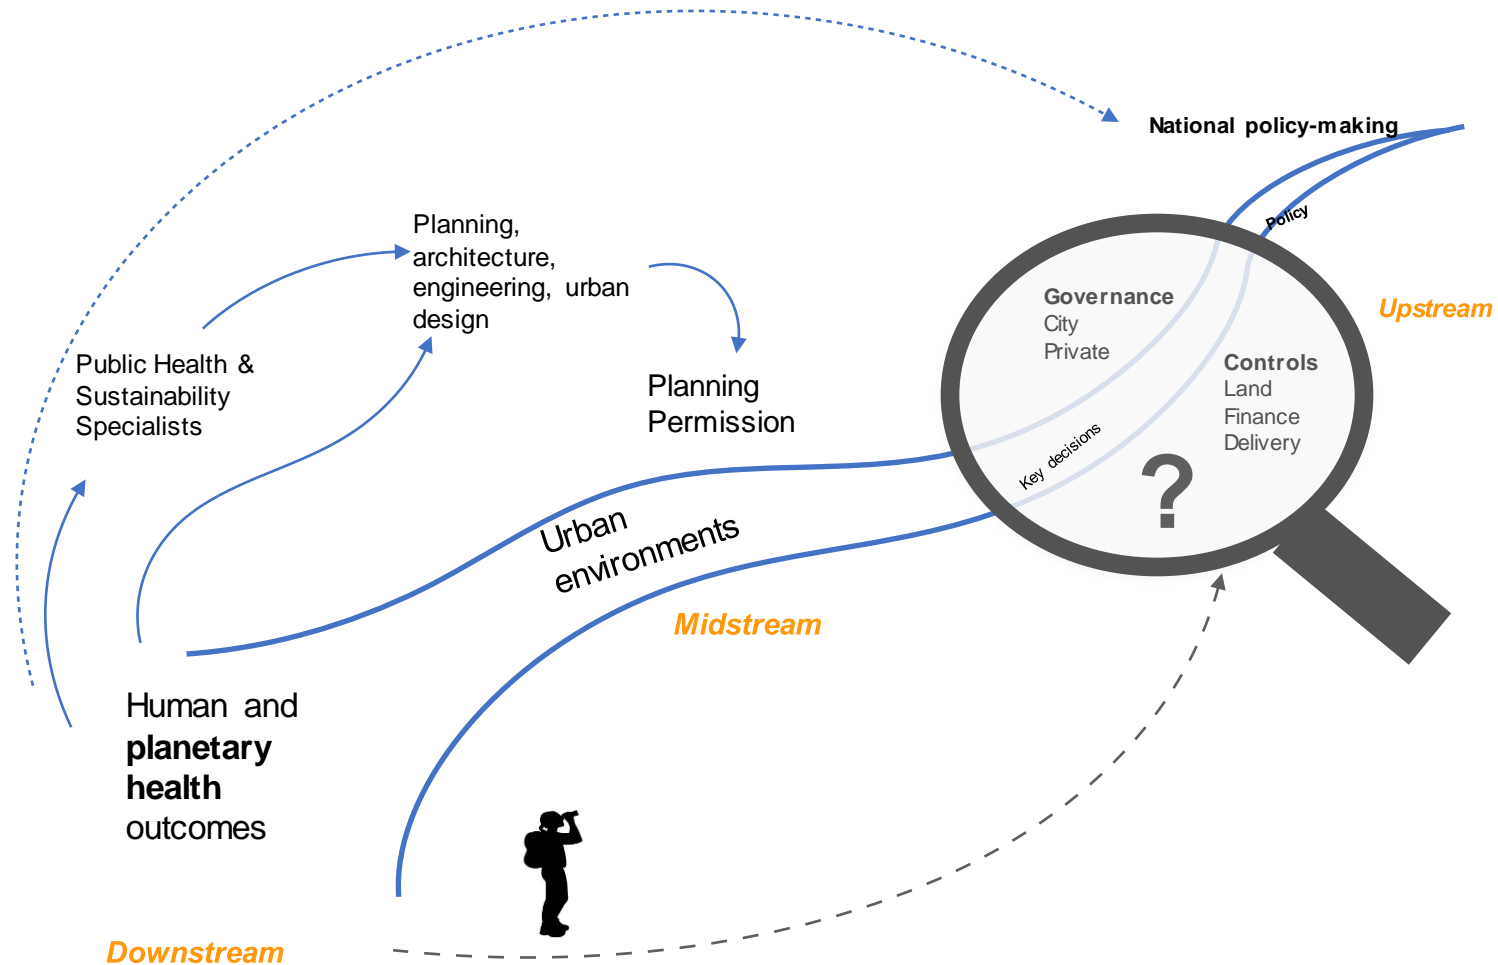 National policy-making
Policy
Planning,
architecture,
engineering, urban
design
Governance
City
Private
Upstream
Public Health &
Sustainability
Specialists
Controls
Land
Finance
Delivery
Planning
Permission
Key decisions
?
Urban
environments
Midstream
Human and
planetary
health
outcomes
Downstream